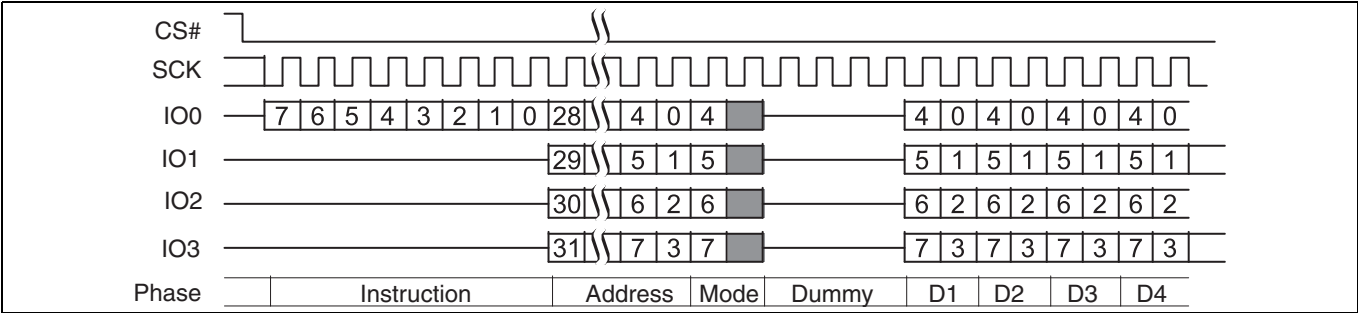 CS#
SCK
IO0 7 6 5 4 3 2 1 0 28 4 0 4 4 0 4 0 4 0 4 0
IO1 29 5 1 5 5 1 5 1 5 1 5 1
IO2 30 6 2 6 6 2 6 2 6 2 6 2
IO3 31 7 3 7 7 3 7 3 7 3 7 3
Phase Instruction Address Mode Dummy D1 D2 D3 D4